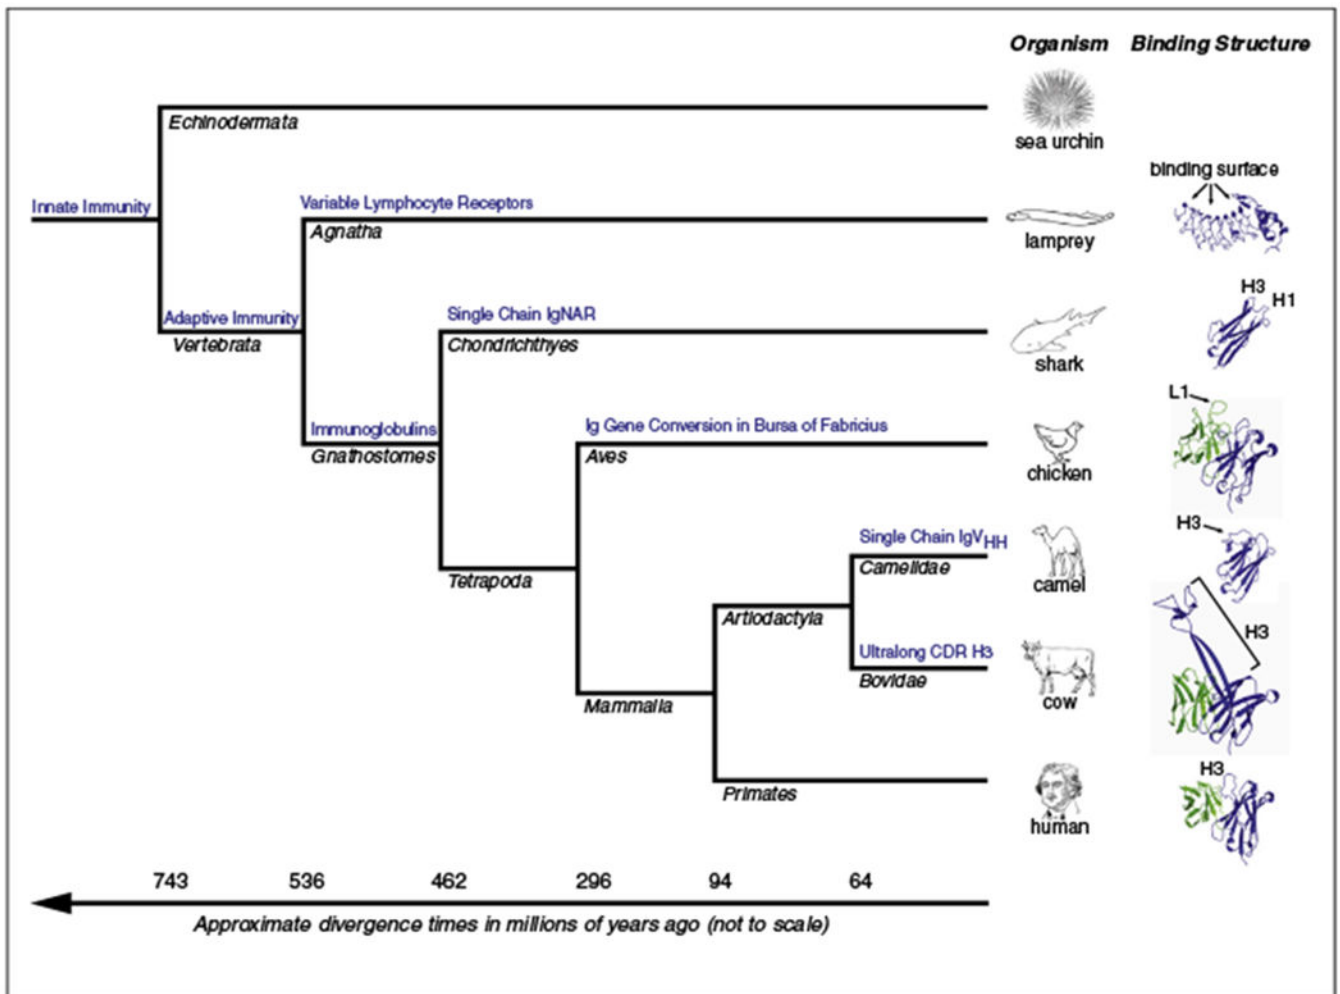 Organism Binding Structure
Echinodermata
sea urchin
binding surface
Innate Immunity
Variable Lymphocyte Receptors
Agnatha
lamprey
H3
H1
Adaptive Immunity
Vertebrata
Single Chain IgNAR
Chondrichthyes
shark
L1
Immunoglobulins
Gnathostomes
Ig Gene Conversion in Bursa of Fabricius
Aves
chicken
H3
Single Chain IgVHH
Camelidae
camel
Tetrapoda
Artiodactyla
H3
Ultralong CDR H3
Bovidae
cow
Mammalia
H3
Primates
human
743 536 462 296 94 64
Approximate divergence times in millions of years ago (not to scale)